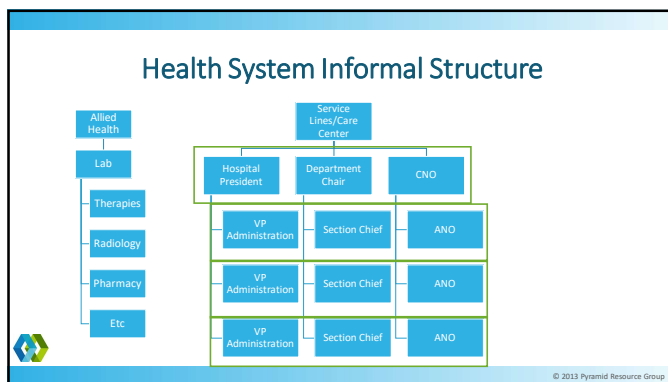 Health System Informal Structure
Allied
Health
Lab
Therapies
Radiology
Pharmacy
Etc
Service
Lines/Care
Center
Hospital
President
Department
Chair
CNO
VP
Administration
Section Chief
ANO
VP
Administration
Section Chief
ANO
VP
Administration
Section Chief
ANO
© 2013 Pyramid Resource Group